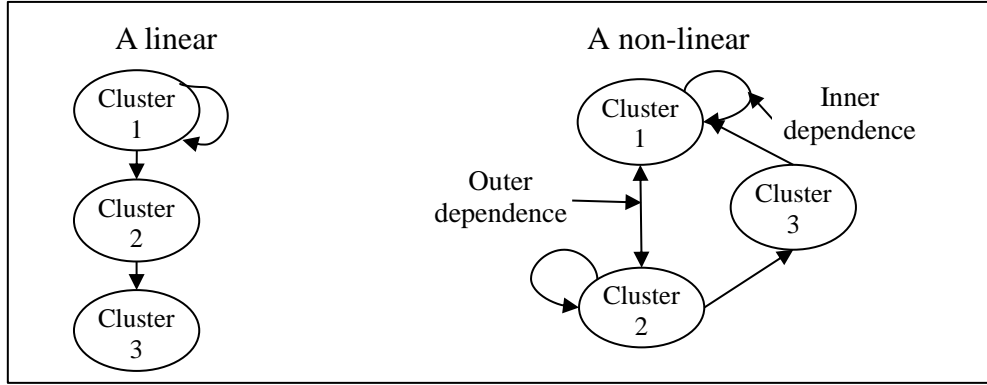 A linear
Cluster
1
Cluster
2
Cluster
3
A non-linear
Cluster
1
Inner
dependence
Outer
dependence
Cluster
3
Cluster
2